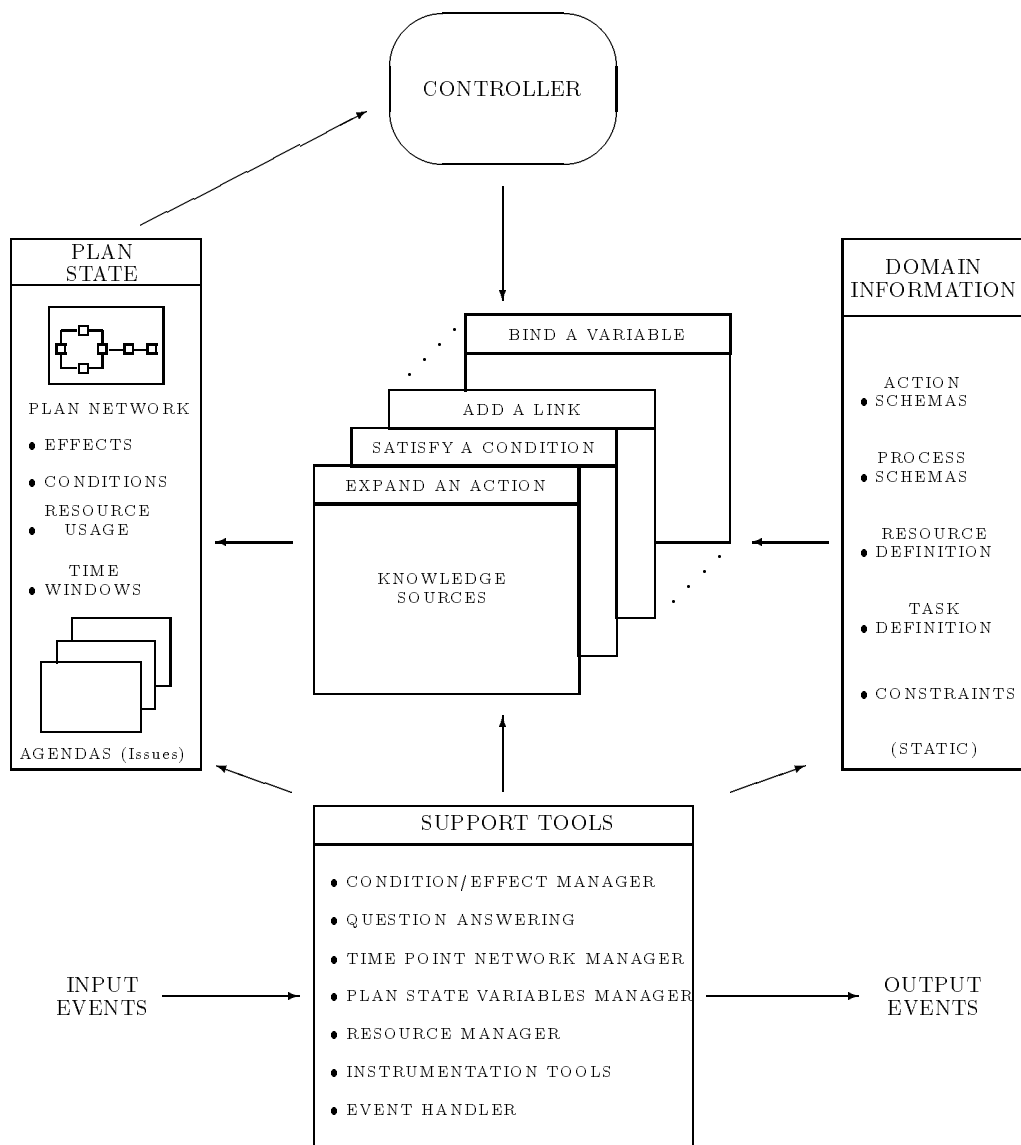 CONTROLLER
PLAN
STATE
PLAN NETWORK
• EFFECTS
• CONDITIONS
RESOURCE
• USAGE
TIME
• WINDOWS
AGENDAS (Issues)
BIND A VARIABLE
ADD A LINK
SATISFY A CONDITION
EXPAND AN ACTION
KNOWLEDGE
SOURCES
DOMAIN
INFORMATION
ACTION
• SCHEMAS
PROCESS
• SCHEMAS
RESOURCE
• DEFINITION
TASK
• DEFINITION
• CONSTRAINTS
(STATIC)
SUPPORT TOOLS
• CONDITION/EFFECT MANAGER
• QUESTION ANSWERING
• TIME POINT NETWORK MANAGER
• PLAN STATE VARIABLES MANAGER
• RESOURCE MANAGER
• INSTRUMENTATION TOOLS
• EVENT HANDLER
INPUT
EVENTS
OUTPUT
EVENTS